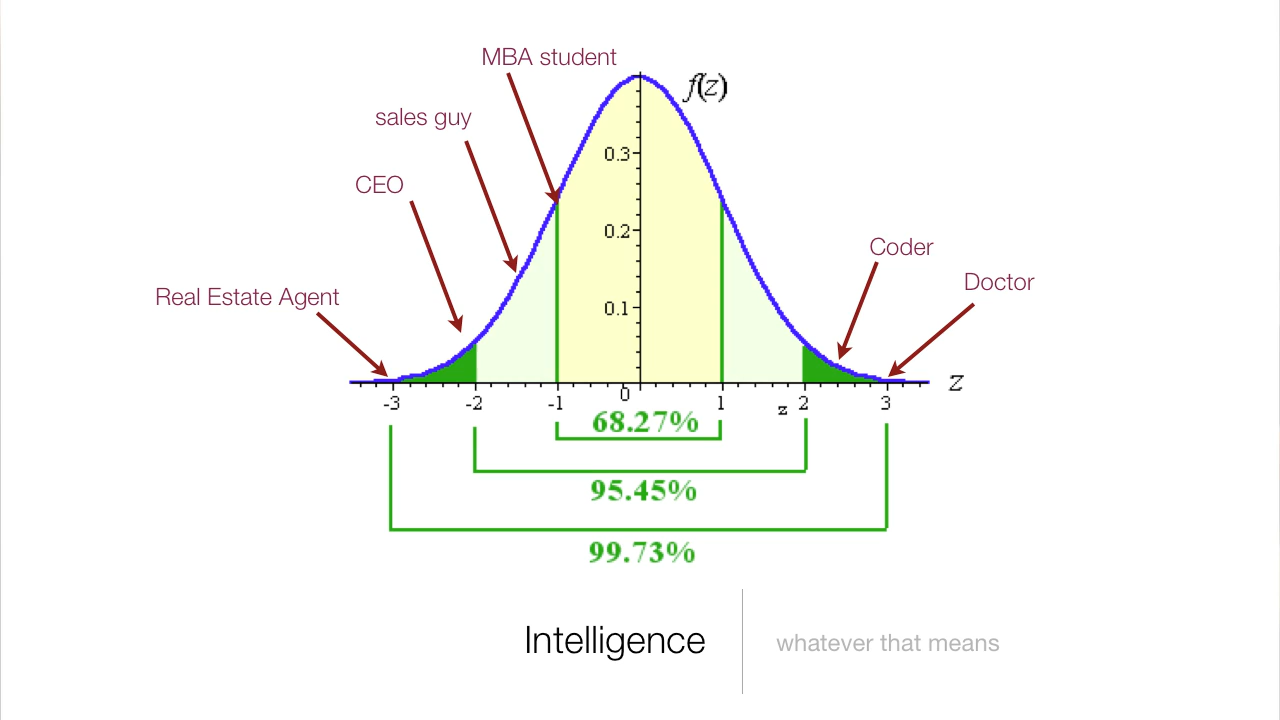 MBA student
f(z)
sales guy
0.3
CEO
0.2
Coder
Doctor
Real Estate Agent
0.1
z
-3 -2 -1 0 1 z 2 3
68.27%
95.45%
99.73%
Intelligence
whatever that means